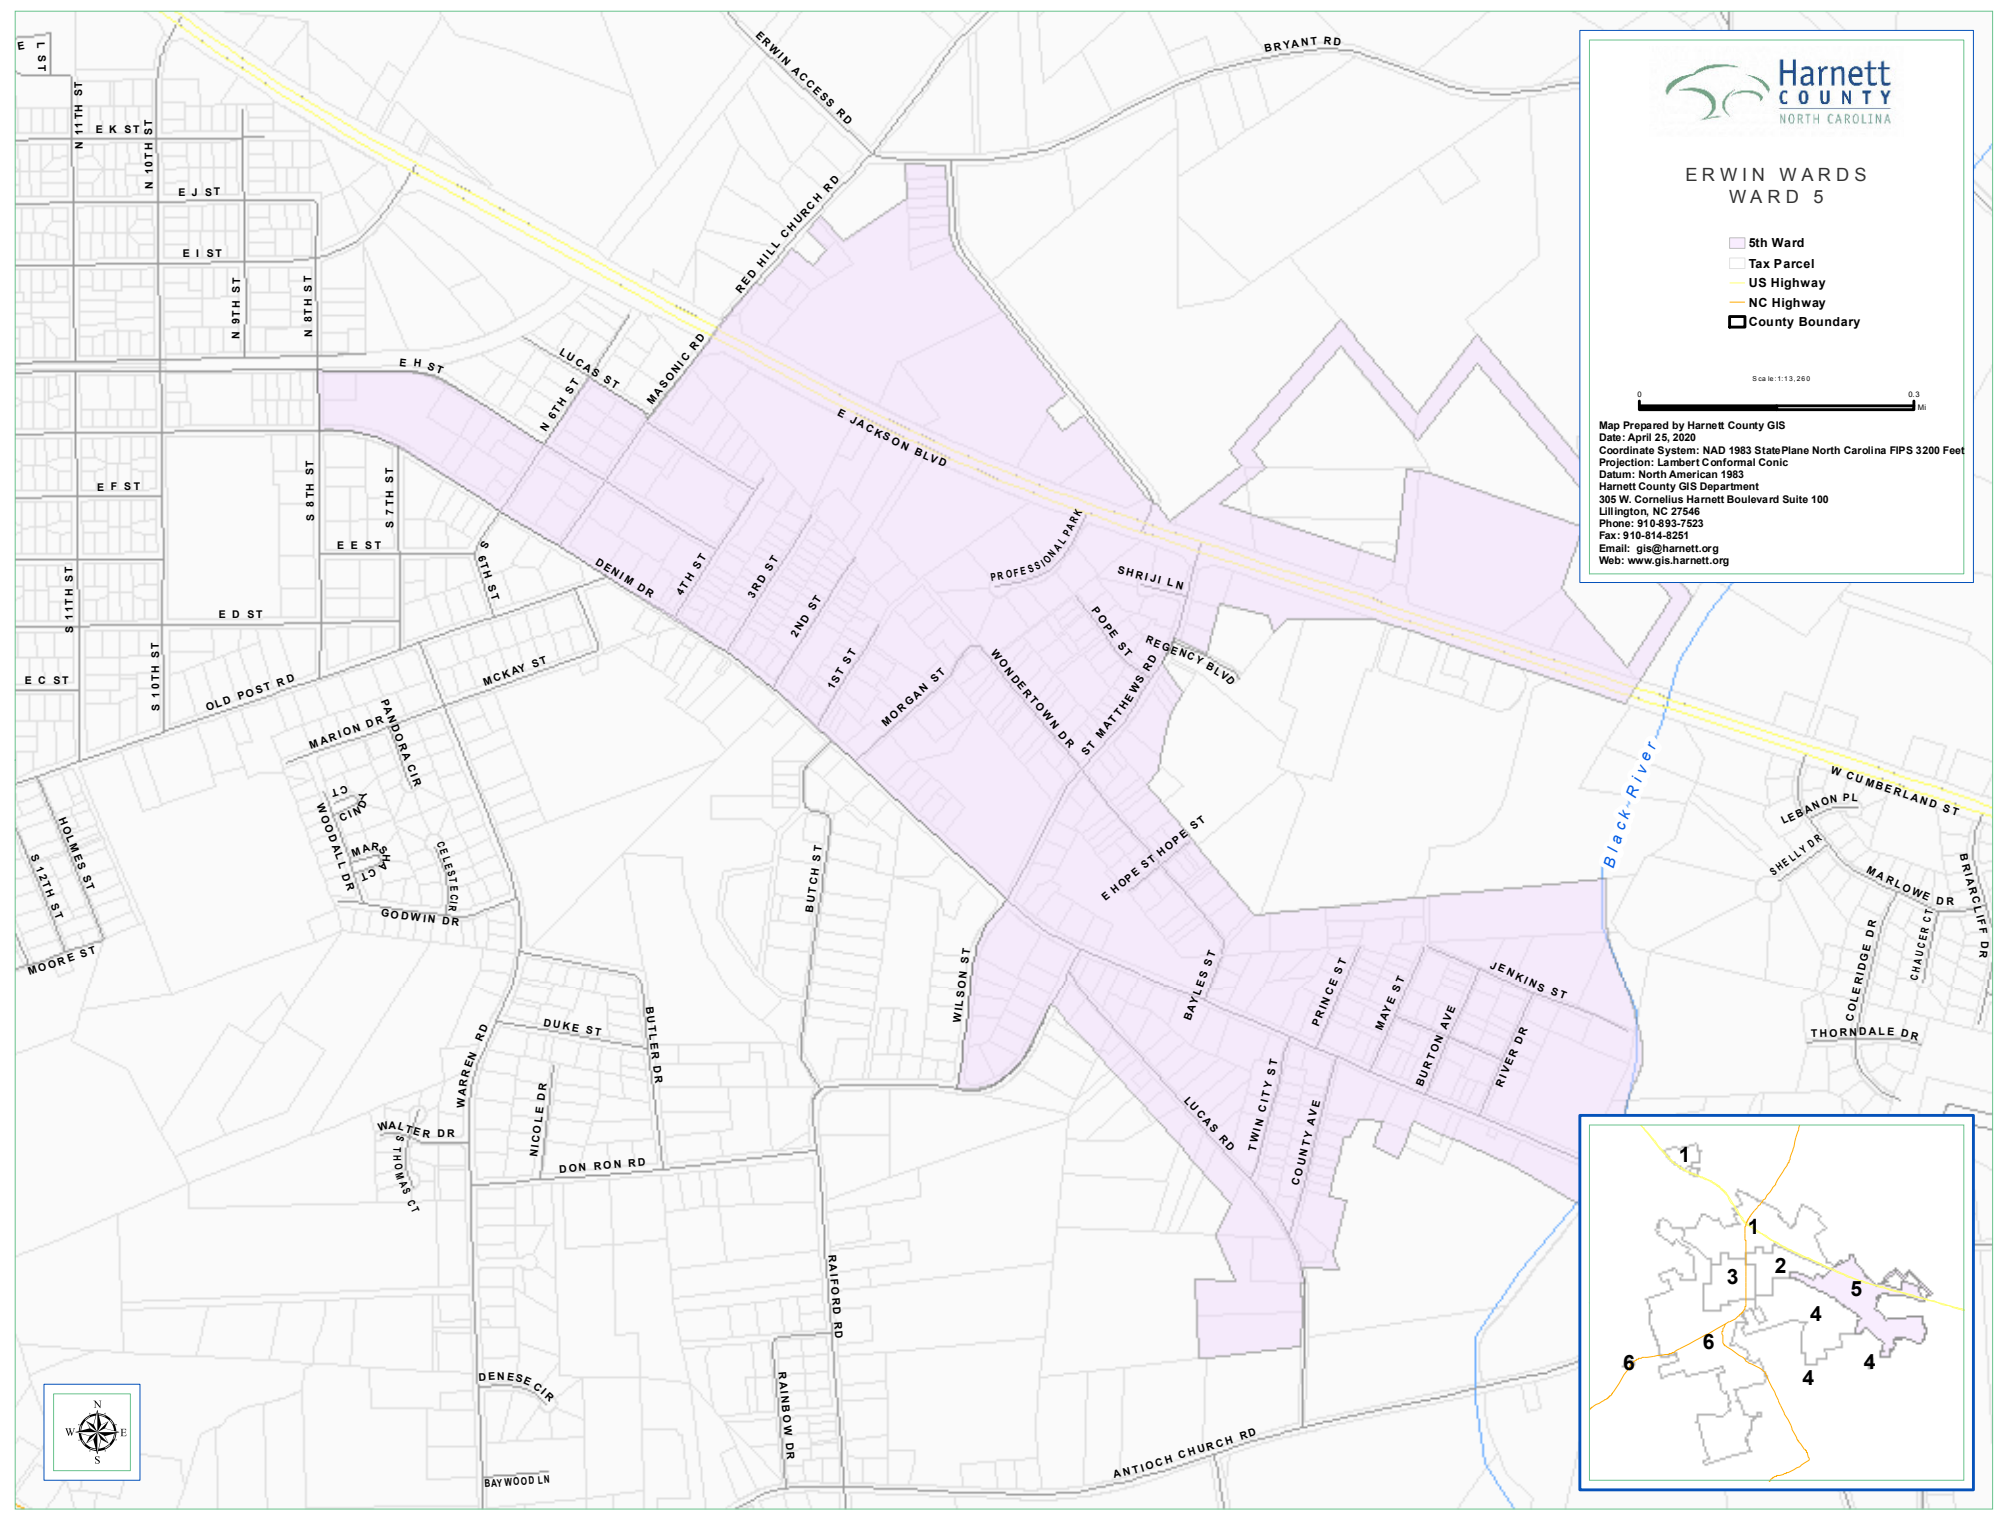 Harnett
COUNTY
NORTH CAROLINA
ERWIN WARDS
WARD 5
5th Ward
Tax Parcel
US Highway
NC Highway
County Boundary
Scale:1:13,260
0 0.3
Mi
Map Prepared by Harnett County GIS
Date: April 25, 2020
Coordinate System: NAD 1983 StatePlane North Carolina FIPS 3200 Feet
Projection: Lambert Conformal Conic
Datum: North American 1983
Harnett County GIS Department
305 W. Cornelius Harnett Boulevard Suite 100
Lillington, NC 27546
Phone: 910-893-7523
Fax: 910-814-8251
Email: gis@harnett.org
Web: www.gis.harnett.org
E
L ST
N 11TH ST
E K ST
N 10TH ST
E J ST
E I ST
N 9TH ST
N 8TH ST
E H ST
ERWIN ACCESS RD
BRYANT RD
RED HILL CHURCH RD
MASONIC RD
LUCAS ST
N 6TH ST
E JACKSON BLVD
E F ST
S 8TH ST
S 7TH ST
E E ST
S 6TH ST
S 11TH ST
E D ST
S 10TH ST
E C ST
OLD POST RD
DENIM DR
4TH ST
3RD ST
2ND ST
1ST ST
PROFESSIONAL PARK
SHRIJI LN
POPE ST
REGENCY BLVD
WONDERTOWN DR
ST MATTHEWS RD
MORGAN ST
MCKAY ST
MARION DR
PANDORA CIR
CINDY CT
WOODALL DR
MARSHA CT
CELESTE CIR
GODWIN DR
HOLMES ST
S 12TH ST
MOORE ST
BUTCH ST
E HOPE ST
HOPE ST
WILSON ST
BAYLES ST
PRINCE ST
MAYE ST
JENKINS ST
BURTON AVE
RIVER DR
TWIN CITY ST
COUNTY AVE
LUCAS RD
DUKE ST
BUTLER DR
WARREN RD
NICOLE DR
WALTER DR
S THOMAS CT
DON RON RD
RAIFORD RD
RAINBOW DR
DENESE CIR
BAYWOOD LN
ANTIOCH CHURCH RD
Black-River
W CUMBERLAND ST
LEBANON PL
SHELLY DR
MARLOWE DR
BRIARCLIFF DR
CHAUCER CT
COLERIDGE DR
THORNDALE DR
1
1
2
3
5
4
6
6
4
4
N
W E
S